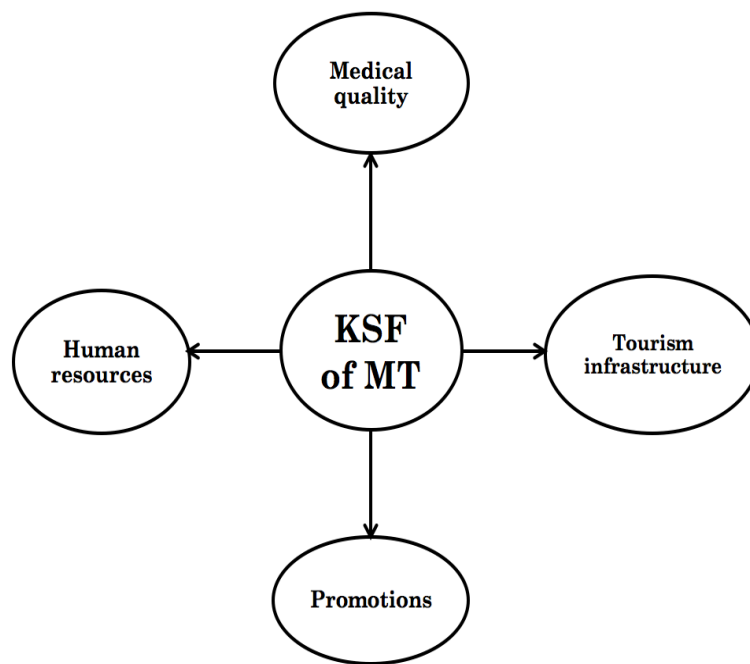 Medical
quality
KSF
of MT
Human
resources
Tourism
infrastructure
Promotions